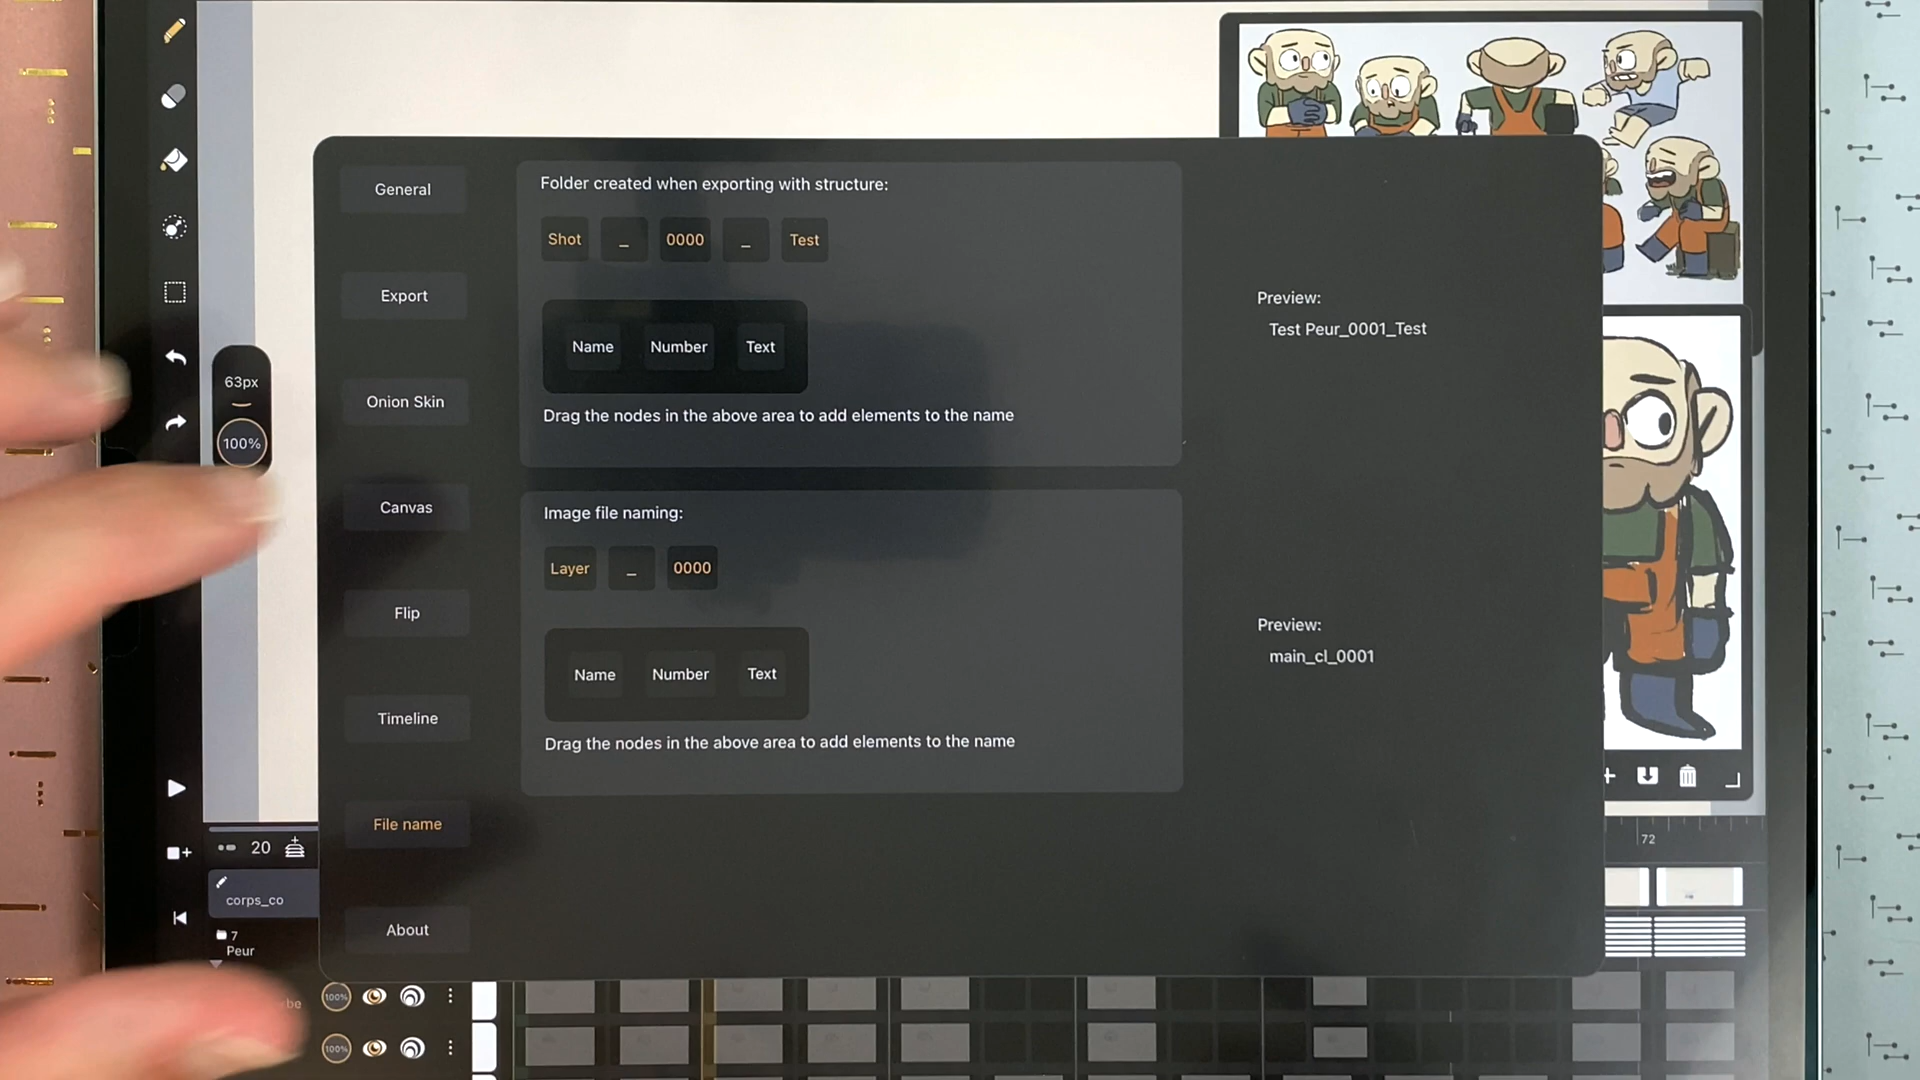 General
Export
Onion Skin
Canvas
Flip
Timeline
File name
About
Folder created when exporting with structure:
Shot _ 0000 _ Test
Name Number Text
Drag the nodes in the above area to add elements to the name
Preview:
Test Peur_0001_Test
Image file naming:
Layer _ 0000
Name Number Text
Drag the nodes in the above area to add elements to the name
Preview:
main_cl_0001
63px
100%
20
72
corps_co
7
Peur
be
100%
100%